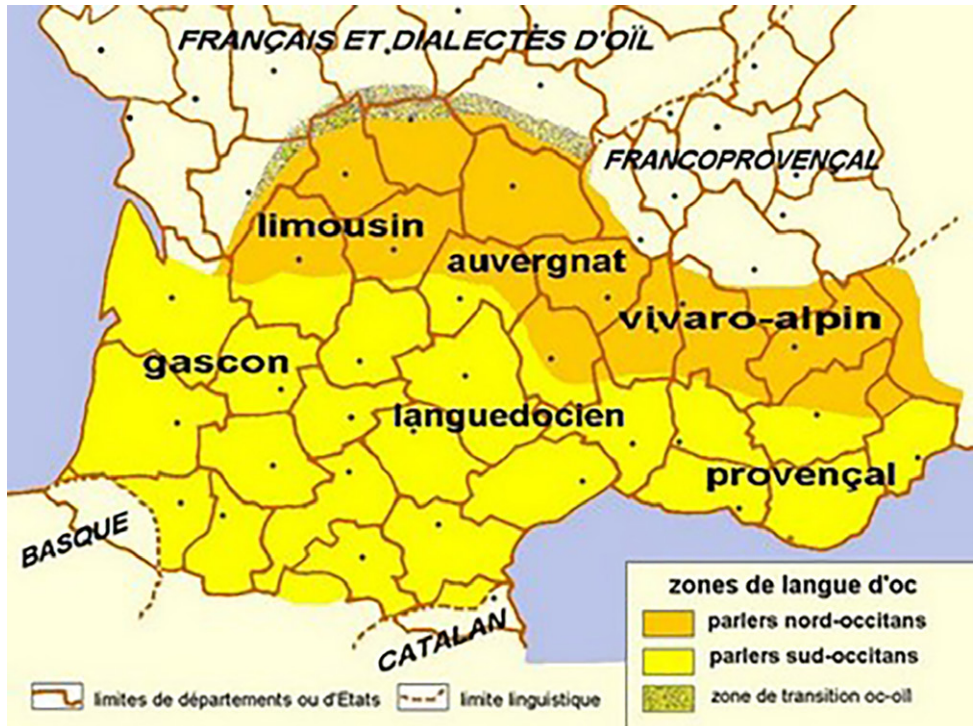 FRANÇAIS ET DIALECTES D'OÏL
FRANCOPROVENÇAL
limousin
auvergnat
vivaro-alpin
gascon
languedocien
provençal
BASQUE
CATALAN
zones de langue d'oc
parlers nord-occitans
parlers sud-occitans
zone de transition oc-oïl
limites de départements ou d'Etats
limite linguistique